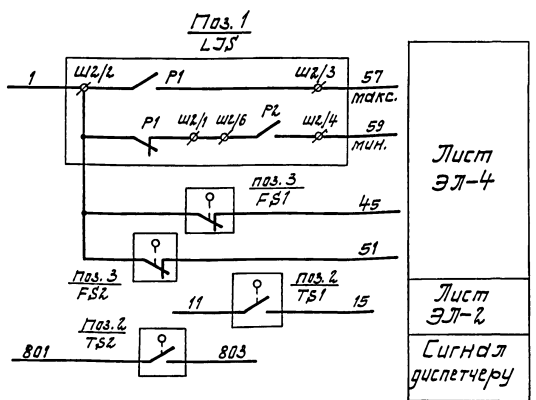 Поз. 1
LJS
1
Ш2/2
P1
Ш2/3
57
макс.
P1
Ш2/1
Ш2/6
P2
Ш2/4
59
мин.
Лист
ЭЛ-4
поз. 3
FS1
45
51
Поз. 3
FS2
поз. 2
TS1
11
15
Лист
ЭЛ-2
Поз. 2
TS2
801
803
Сигнал
диспетчеру